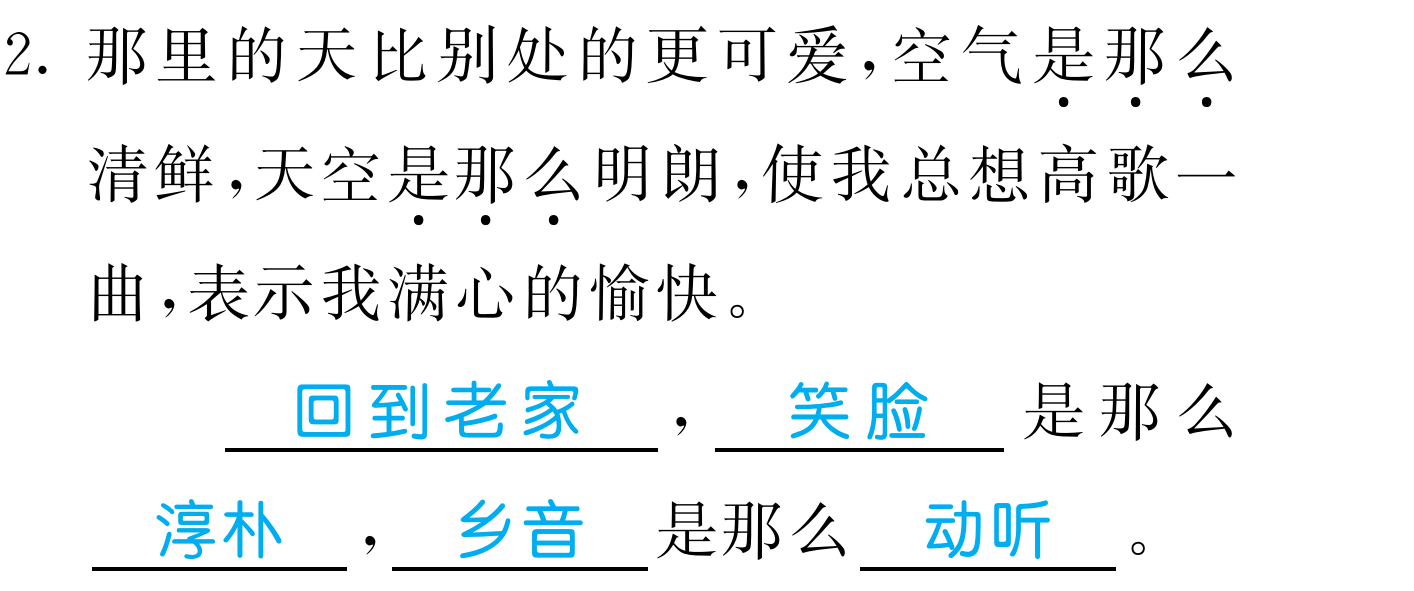 2. 那里的天比别处的更可爱,空气是那么
清鲜,天空是那么明朗,使我总想高歌一
曲,表示我满心的愉快。
回到老家,笑脸是那么
淳朴,乡音是那么动听。